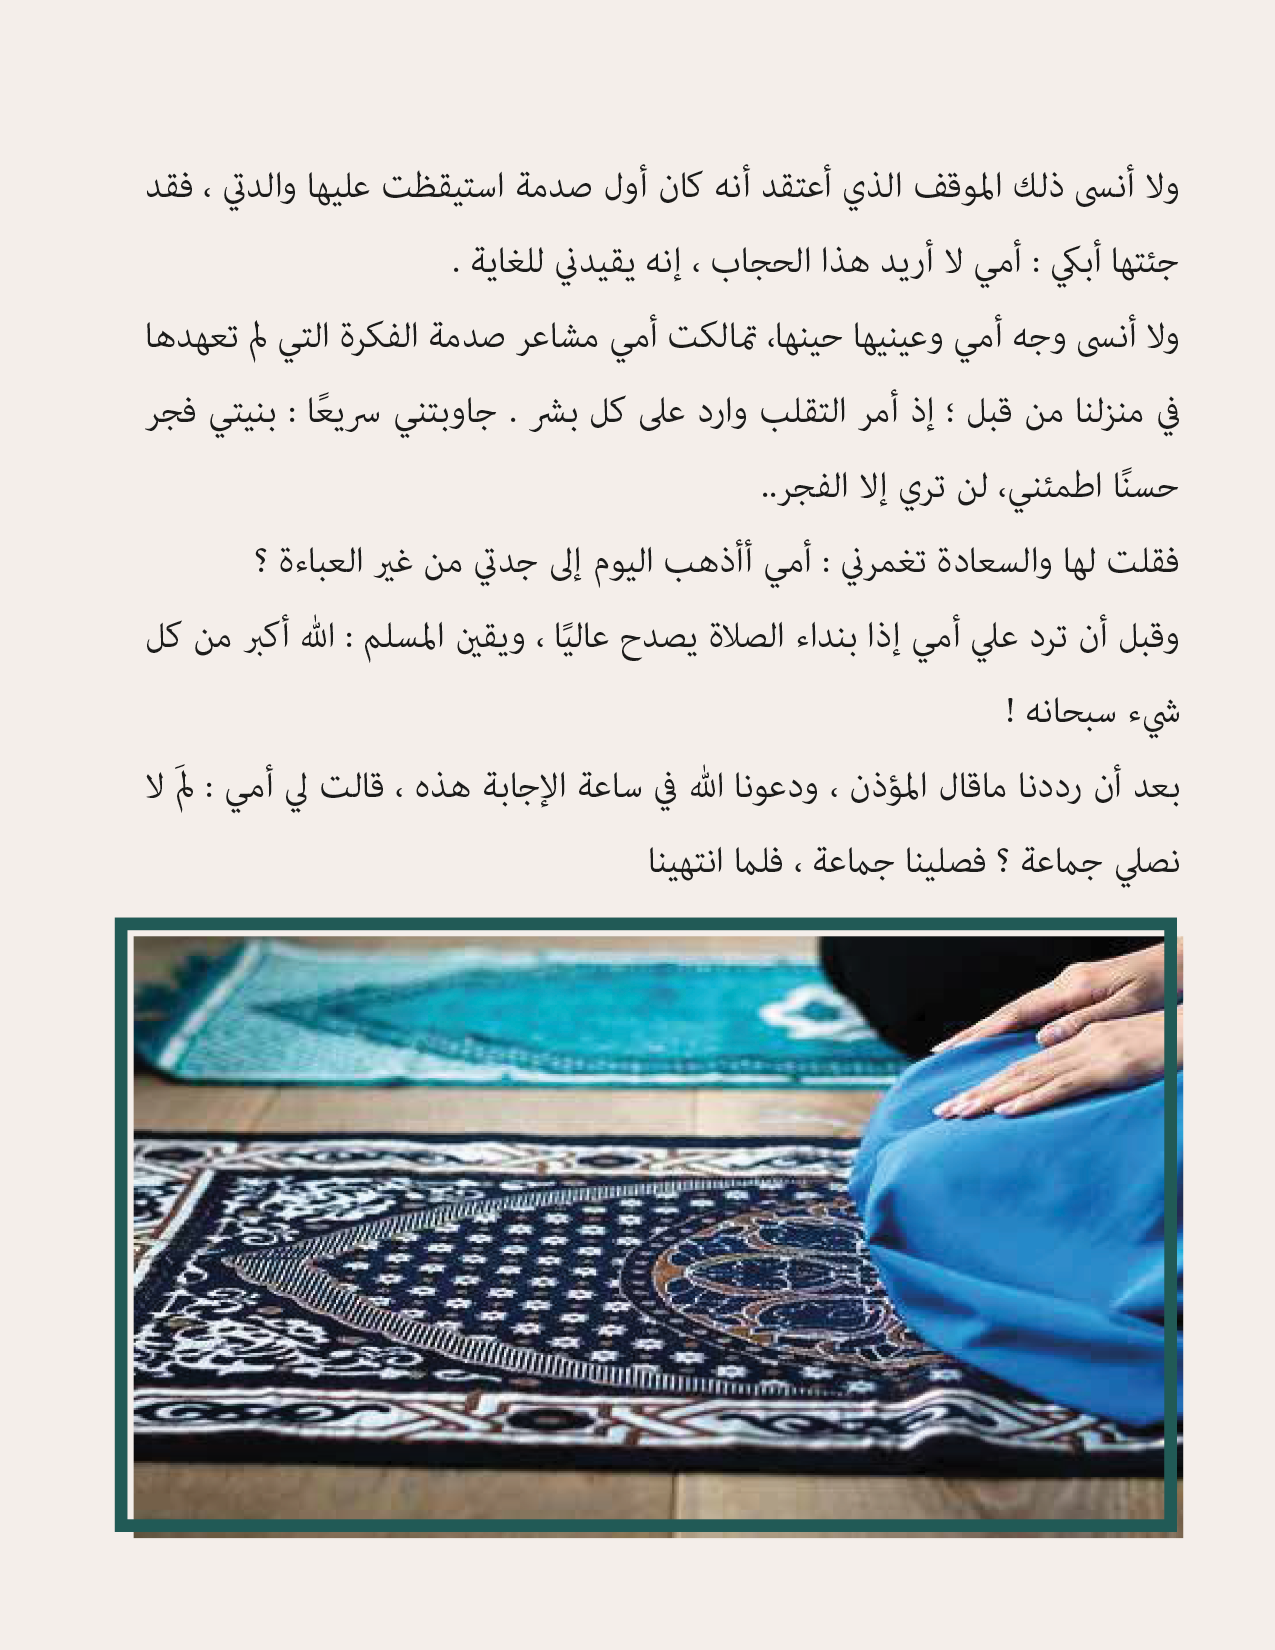 ولا أنسى ذلك الموقف الذي أعتقد أنه كان أول صدمة استيقظت عليها والدتي ، فقد
جئتها أبكي : أمي لا أريد هذا الحجاب ، إنه يقيدني للغاية .
ولا أنسى وجه أمي وعينيها حينها، تمالكت أمي مشاعر صدمة الفكرة التي لم تعهدها
في منزلنا من قبل ؛ إذ أمر التقلب وارد على كل بشر . جاوبتني سريعًا : بنيتي فجر
حسنًا اطمئني، لن تري إلا الفجر..
فقلت لها والسعادة تغمرني : أمي أأذهب اليوم إلى جدتي من غير العباءة ؟
وقبل أن ترد علي أمي إذا بنداء الصلاة يصدح عاليًا ، ويقين المسلم : الله أكبر من كل
شيء سبحانه !
بعد أن رددنا ماقال المؤذن ، ودعونا الله في ساعة الإجابة هذه ، قالت لي أمي : لمَ لا
نصلي جماعة ؟ فصلينا جماعة ، فلما انتهينا